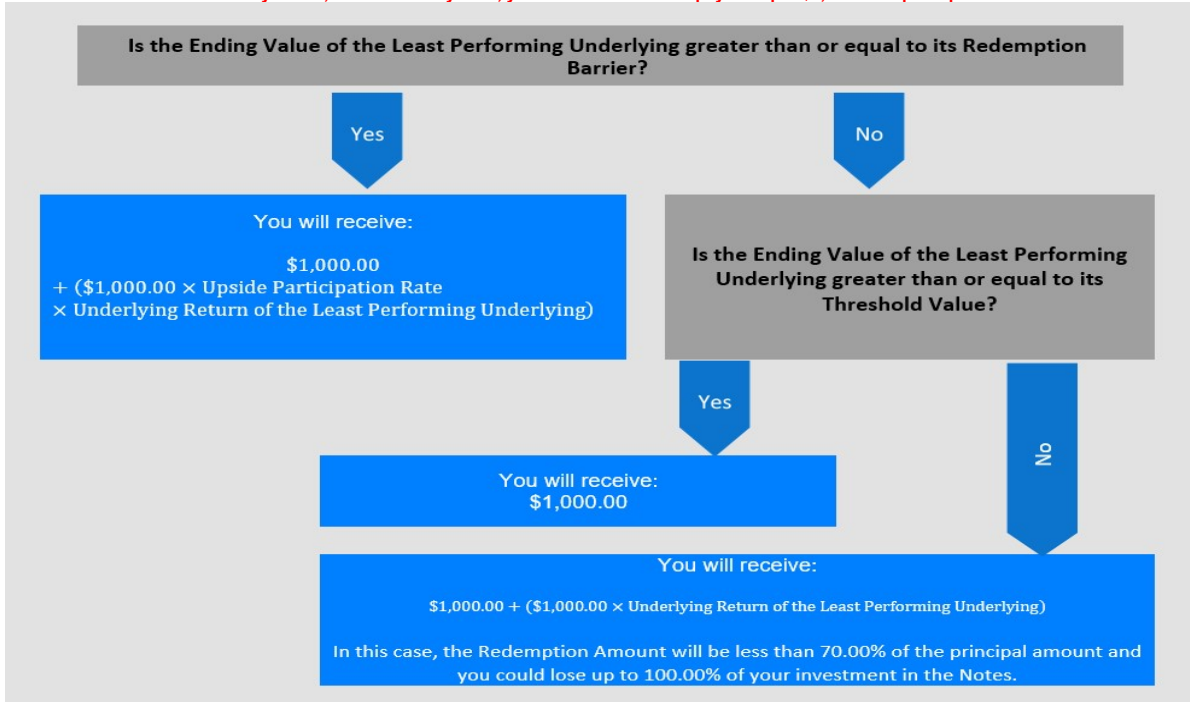 Is the Ending Value of the Least Performing Underlying greater than or equal to its Redemption
Barrier?
Yes
No
You will receive:
$1,000.00
+ ($1,000.00 × Upside Participation Rate
× Underlying Return of the Least Performing Underlying)
Is the Ending Value of the Least Performing
Underlying greater than or equal to its
Threshold Value?
Yes
No
You will receive:
$1,000.00
You will receive:
$1,000.00 + ($1,000.00 × Underlying Return of the Least Performing Underlying)
In this case, the Redemption Amount will be less than 70.00% of the principal amount and
you could lose up to 100.00% of your investment in the Notes.